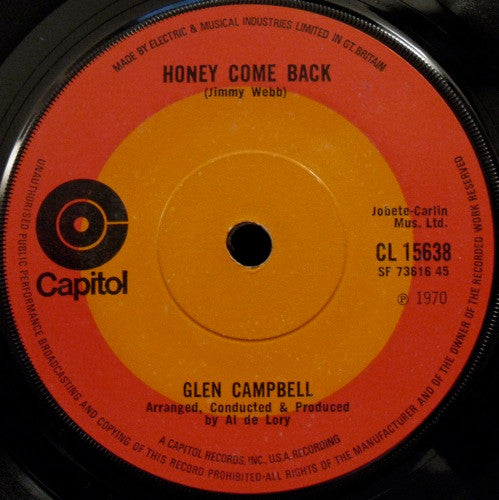 MADE BY ELECTRIC & MUSICAL INDUSTRIES LIMITED IN GT. BRITAIN
HONEY COME BACK
(Jimmy Webb)
Jobete-Carlin
Mus. Ltd.
CL 15638
SF 73616 45
℗ 1970
Capitol
GLEN CAMPBELL
Arranged, Conducted & Produced
by Al de Lory
A CAPITOL RECORDS, INC., U.S.A. RECORDING
UNAUTHORISED PUBLIC PERFORMANCE BROADCASTING AND COPYING OF THIS RECORD PROHIBITED-ALL RIGHTS OF THE MANUFACTURER AND OF THE OWNER OF THE RECORDED WORK RESERVED